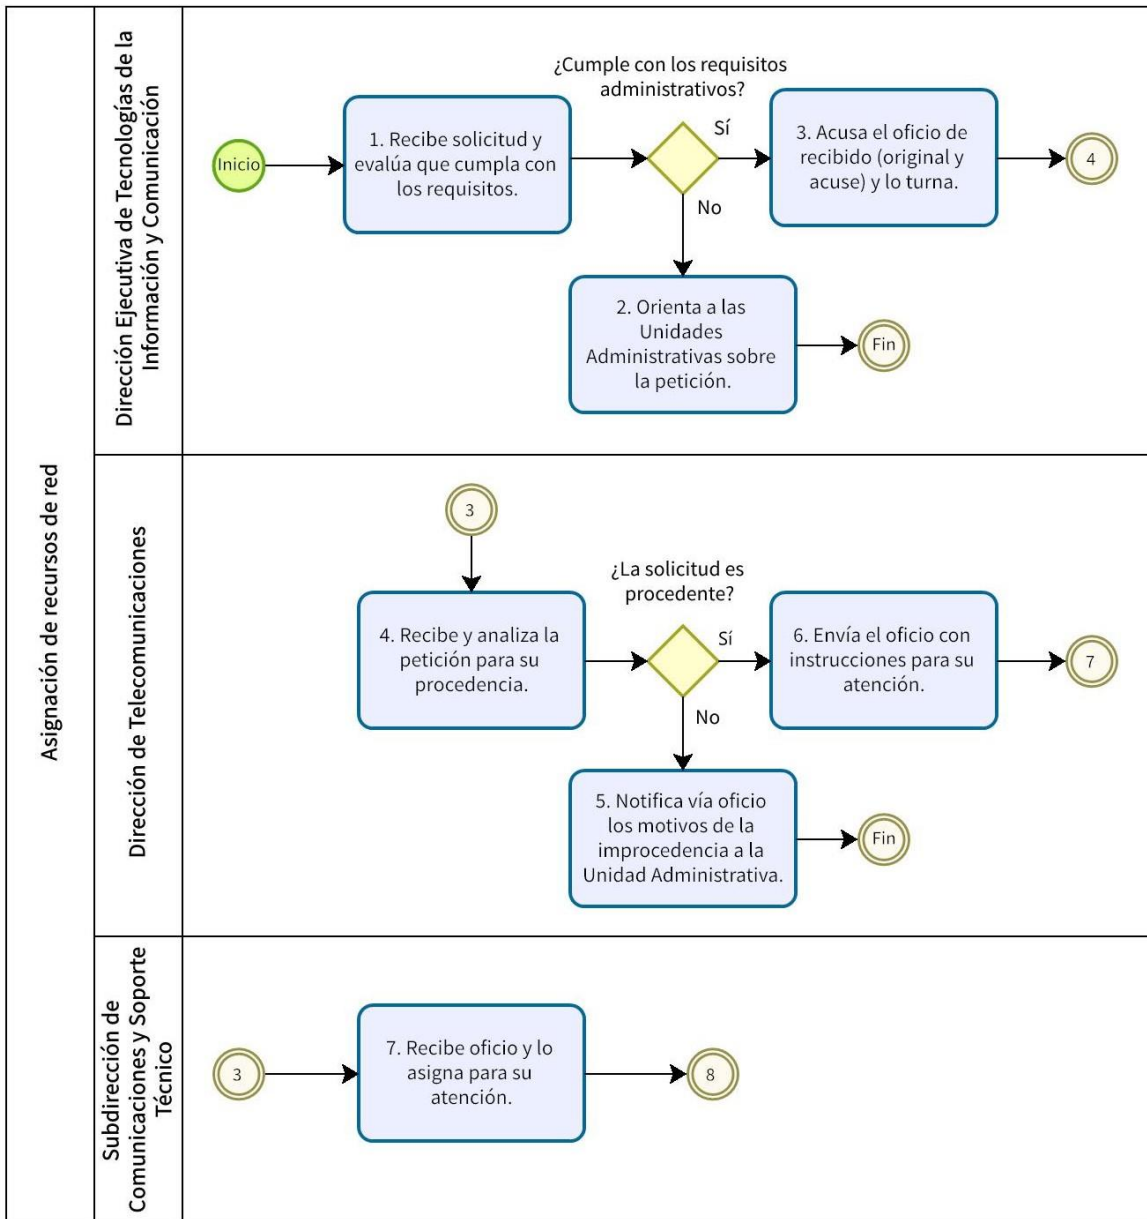 Asignación de recursos de red
Dirección Ejecutiva de Tecnologías de la
Información y Comunicación
Inicio
1. Recibe solicitud y
evalúa que cumpla con
los requisitos.
¿Cumple con los requisitos
administrativos?
Sí
No
3. Acusa el oficio de
recibido (original y
acuse) y lo turna.
4
2. Orienta a las
Unidades
Administrativas sobre
la petición.
Fin
Dirección de Telecomunicaciones
3
4. Recibe y analiza la
petición para su
procedencia.
¿La solicitud es
procedente?
Sí
No
6. Envía el oficio con
instrucciones para su
atención.
7
5. Notifica vía oficio
los motivos de la
improcedencia a la
Unidad Administrativa.
Fin
Subdirección de
Comunicaciones y Soporte
Técnico
3
7. Recibe oficio y lo
asigna para su
atención.
8